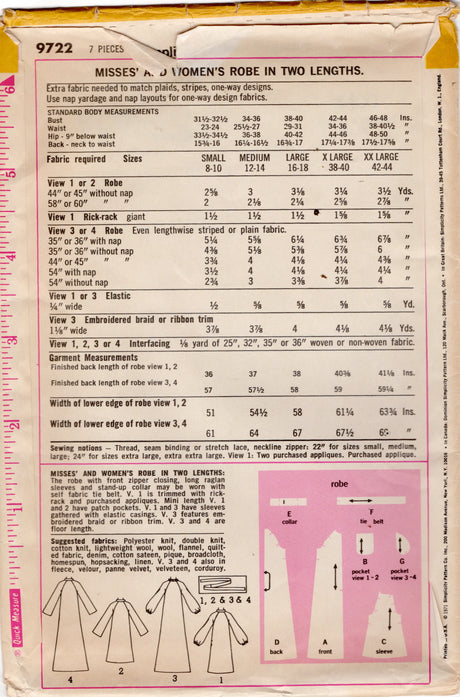 9722 7 PIECES
MISSES' AND WOMEN'S ROBE IN TWO LENGTHS.
Extra fabric needed to match plaids, stripes, one-way designs.
Use nap yardage and nap layouts for one-way design fabrics.
STANDARD BODY MEASUREMENTS
Bust 31½-32½ 34-36 38-40 42-44 46-48 Ins.
Waist 23-24 25½-27 29-31 34-36 38-40½ "
Hip - 9" below waist 33½-34½ 36-38 40-42 44-46 48-50 "
Back - neck to waist 15¾-16 16¼-16½ 16¾-17 17¼-17⅜ 17½-17⅝ "
Fabric required Sizes SMALL MEDIUM LARGE X LARGE XX LARGE
8-10 12-14 16-18 38-40 42-44
View 1 or 2 Robe
44" or 45" without nap 2⅝ 3 3⅛ 3¼ 3½ Yds.
58" or 60" " " 2 2⅛ 2¼ 2⅝ 2⅞ "
View 1 Rick-rack giant 1½ 1½ 1½ 1⅝ 1⅝ "
View 3 or 4 Robe Even lengthwise striped or plain fabric.
35" or 36" with nap 5¼ 5⅝ 6¼ 6¾ 6⅞ "
35" or 36" without nap 4⅜ 5⅛ 5⅜ 5⅞ 6 "
44" or 45" " " 3¾ 4 4⅛ 4¼ 4⅜ "
54" with nap 3½ 4 4⅛ 4¼ 4¼ "
54" without nap 2¾ 3 3⅜ 3⅞ 4 "
View 1 or 3 Elastic
¼" wide ½ ⅝ ⅝ ⅝ ⅝ Yd.
View 3 Embroidered braid or ribbon trim
1⅛" wide 3⅞ 3⅞ 4 4⅛ 4⅛ Yds.
View 1, 2, 3 or 4 Interfacing ⅛ yard of 25", 32", 35" or 36" woven or non-woven fabric.
Garment Measurements
Finished back length of robe view 1, 2 36 37 38 40⅜ 41⅛ Ins.
Finished back length of robe view 3, 4 57 57½ 58 59 59¼ "
Width of lower edge of robe view 1, 2 51 54½ 58 61¼ 63¾ Ins.
Width of lower edge of robe view 3, 4 61 64 67 67½ "
Sewing notions — Thread, seam binding or stretch lace, neckline zipper: 22" for sizes small, medium,
large; 24" for sizes extra large, extra extra large. View 1: Two purchased appliques. Purchased applique.
MISSES' AND WOMEN'S ROBE IN TWO LENGTHS:
The robe with front zipper closing, long raglan
sleeves and stand-up collar may be worn with
self fabric tie belt. V. 1 is trimmed with rick-
rack and purchased appliques. Mini length V. 1
and 2 have patch pockets. V. 1 and 3 have sleeves
gathered with elastic casings. V. 3 features em-
broidered braid or ribbon trim. V. 3 and 4 are
floor length.
Suggested fabrics: Polyester knit, double knit,
cotton knit, lightweight wool, wool, flannel, quilt-
ed fabric, denim, cotton sateen, pique, broadcloth,
homespun, hopsacking, linen. V. 3 and 4 also in
fleece, velour, panne velvet, velveteen, corduroy.
1, 2 & 3 & 4
4
2
3
1
robe
E
collar
F
tie belt
B
pocket
view 1-2
G
pocket
view 3-4
D
back
A
front
C
sleeve
6
5
4
3
2
1
Quick Measure